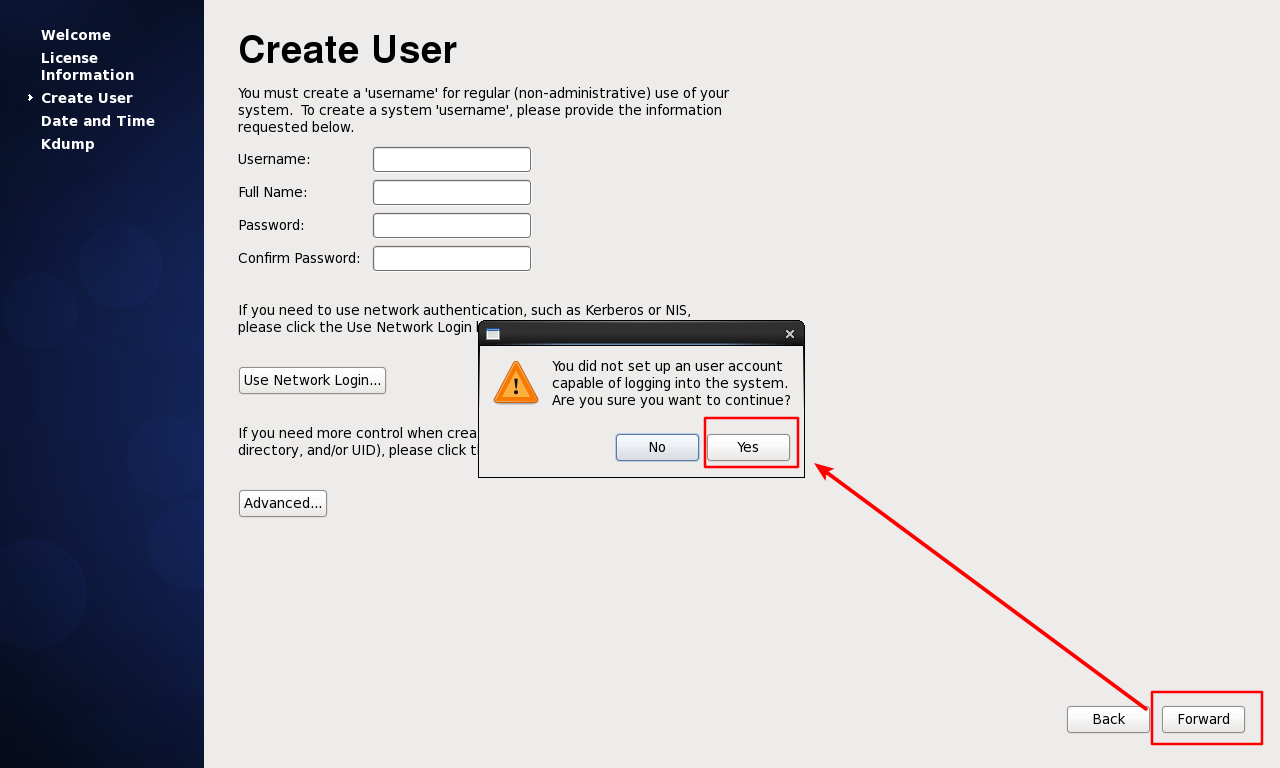 Welcome
License
Information
Create User
Date and Time
Kdump
Create User
You must create a 'username' for regular (non-administrative) use of your
system.  To create a system 'username', please provide the information
requested below.
Username:
Full Name:
Password:
Confirm Password:
If you need to use network authentication, such as Kerberos or NIS,
please click the Use Network Login
Use Network Login...
If you need more control when
directory, and/or UID), please click
Advanced...
You did not set up an user account
capable of logging into the system.
Are you sure you want to continue?
No
Yes
Back
Forward